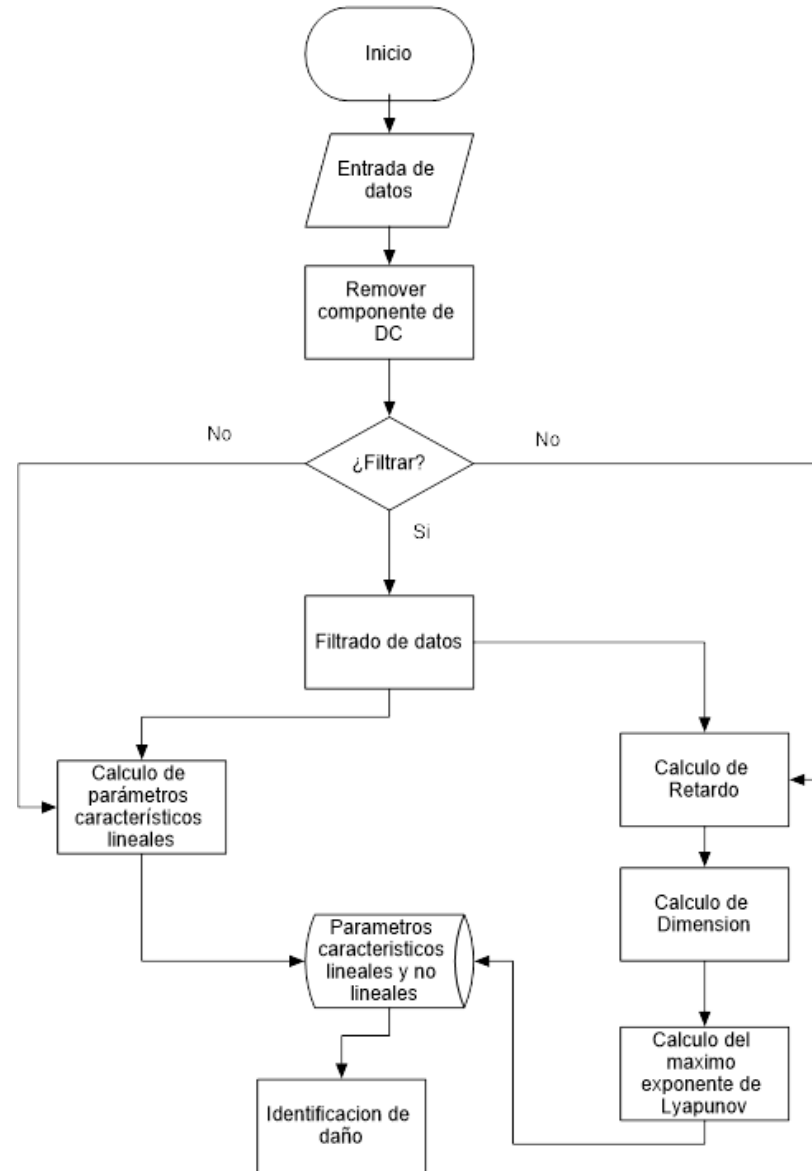 Inicio
Entrada de
datos
Remover
componente de
DC
No
No
¿Filtrar?
Si
Filtrado de datos
Calculo de
parámetros
característicos
lineales
Calculo de
Retardo
Calculo de
Dimension
Parametros
caracteristicos
lineales y no
lineales
Calculo del
maximo
exponente de
Lyapunov
Identificacion de
daño